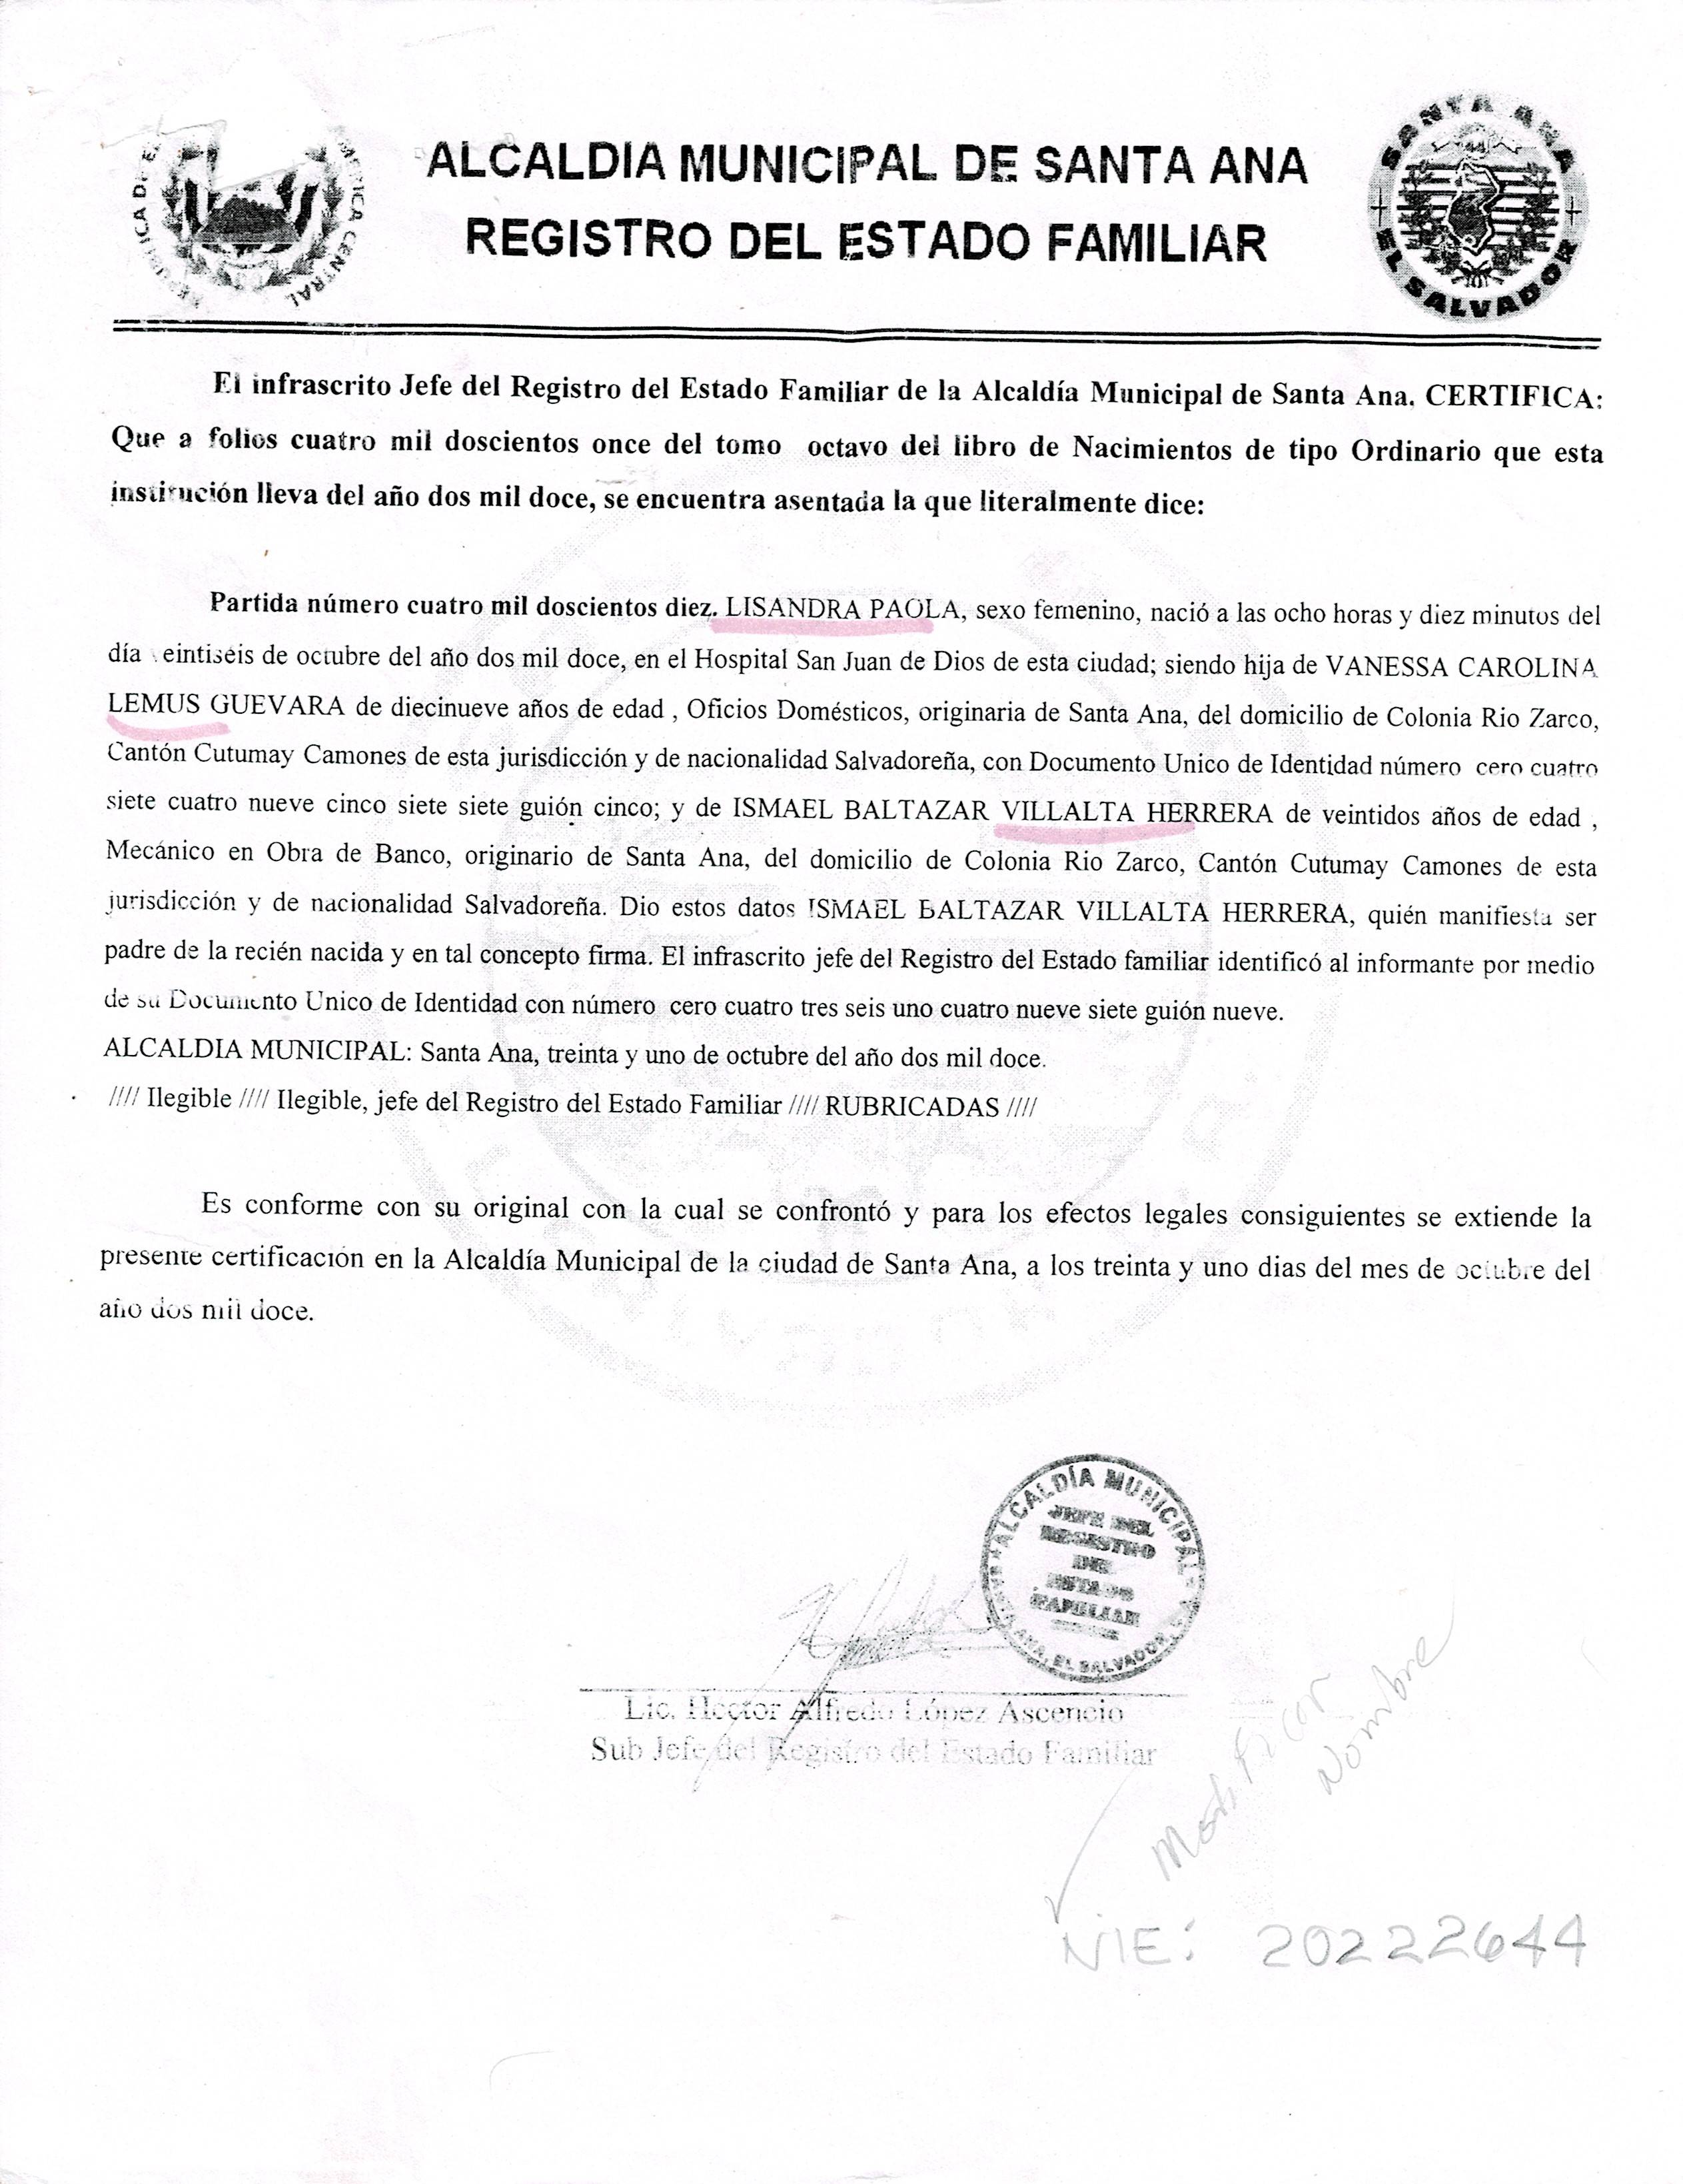 ALCALDIA MUNICIPAL DE SANTA ANA
REGISTRO DEL ESTADO FAMILIAR
SANTA ANA
EL SALVADOR
El infrascrito Jefe del Registro del Estado Familiar de la Alcaldía Municipal de Santa Ana. CERTIFICA:
Que a folios cuatro mil doscientos once del tomo octavo del libro de Nacimientos de tipo Ordinario que esta
institución lleva del año dos mil doce, se encuentra asentada la que literalmente dice:
Partida número cuatro mil doscientos diez. LISANDRA PAOLA, sexo femenino, nació a las ocho horas y diez minutos del
día veintiseis de octubre del año dos mil doce, en el Hospital San Juan de Dios de esta ciudad; siendo hija de VANESSA CAROLINA
LEMUS GUEVARA de diecinueve años de edad , Oficios Domésticos, originaria de Santa Ana, del domicilio de Colonia Rio Zarco,
Cantón Cutumay Camones de esta jurisdicción y de nacionalidad Salvadoreña, con Documento Unico de Identidad número cero cuatro
siete cuatro nueve cinco siete siete guión cinco; y de ISMAEL BALTAZAR VILLALTA HERRERA de veintidos años de edad ,
Mecánico en Obra de Banco, originario de Santa Ana, del domicilio de Colonia Rio Zarco, Cantón Cutumay Camones de esta
jurisdicción y de nacionalidad Salvadoreña. Dio estos datos ISMAEL BALTAZAR VILLALTA HERRERA, quién manifiesta ser
padre de la recién nacida y en tal concepto firma. El infrascrito jefe del Registro del Estado familiar identificó al informante por medio
de su Documento Unico de Identidad con número cero cuatro tres seis uno cuatro nueve siete guión nueve.
ALCALDIA MUNICIPAL: Santa Ana, treinta y uno de octubre del año dos mil doce.
//// Ilegible //// Ilegible, jefe del Registro del Estado Familiar //// RUBRICADAS ////
Es conforme con su original con la cual se confrontó y para los efectos legales consiguientes se extiende la
presente certificación en la Alcaldía Municipal de la ciudad de Santa Ana, a los treinta y uno dias del mes de octubre del
año dos mil doce.
ALCALDÍA MUNICIPAL
JEFE DEL
REGISTRO
DE
ESTADO
FAMILIAR
SANTA ANA, EL SALVADOR
Lic. Hector Alfredo López Ascencio
Sub Jefe del Registro del Estado Familiar
Modificar
Nombre
NIE: 20222644